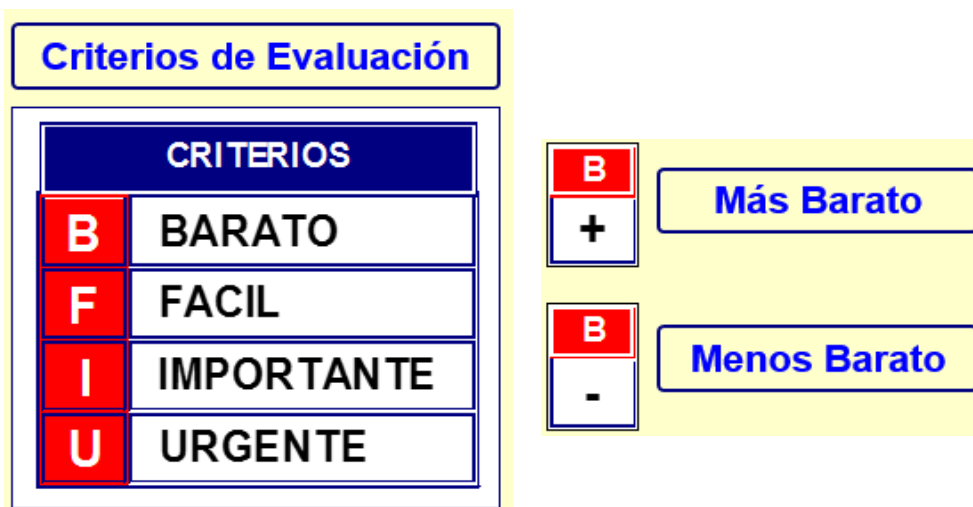 Criterios de Evaluación
CRITERIOS
B BARATO
F FACIL
I IMPORTANTE
U URGENTE
B
+
Más Barato
B
-
Menos Barato